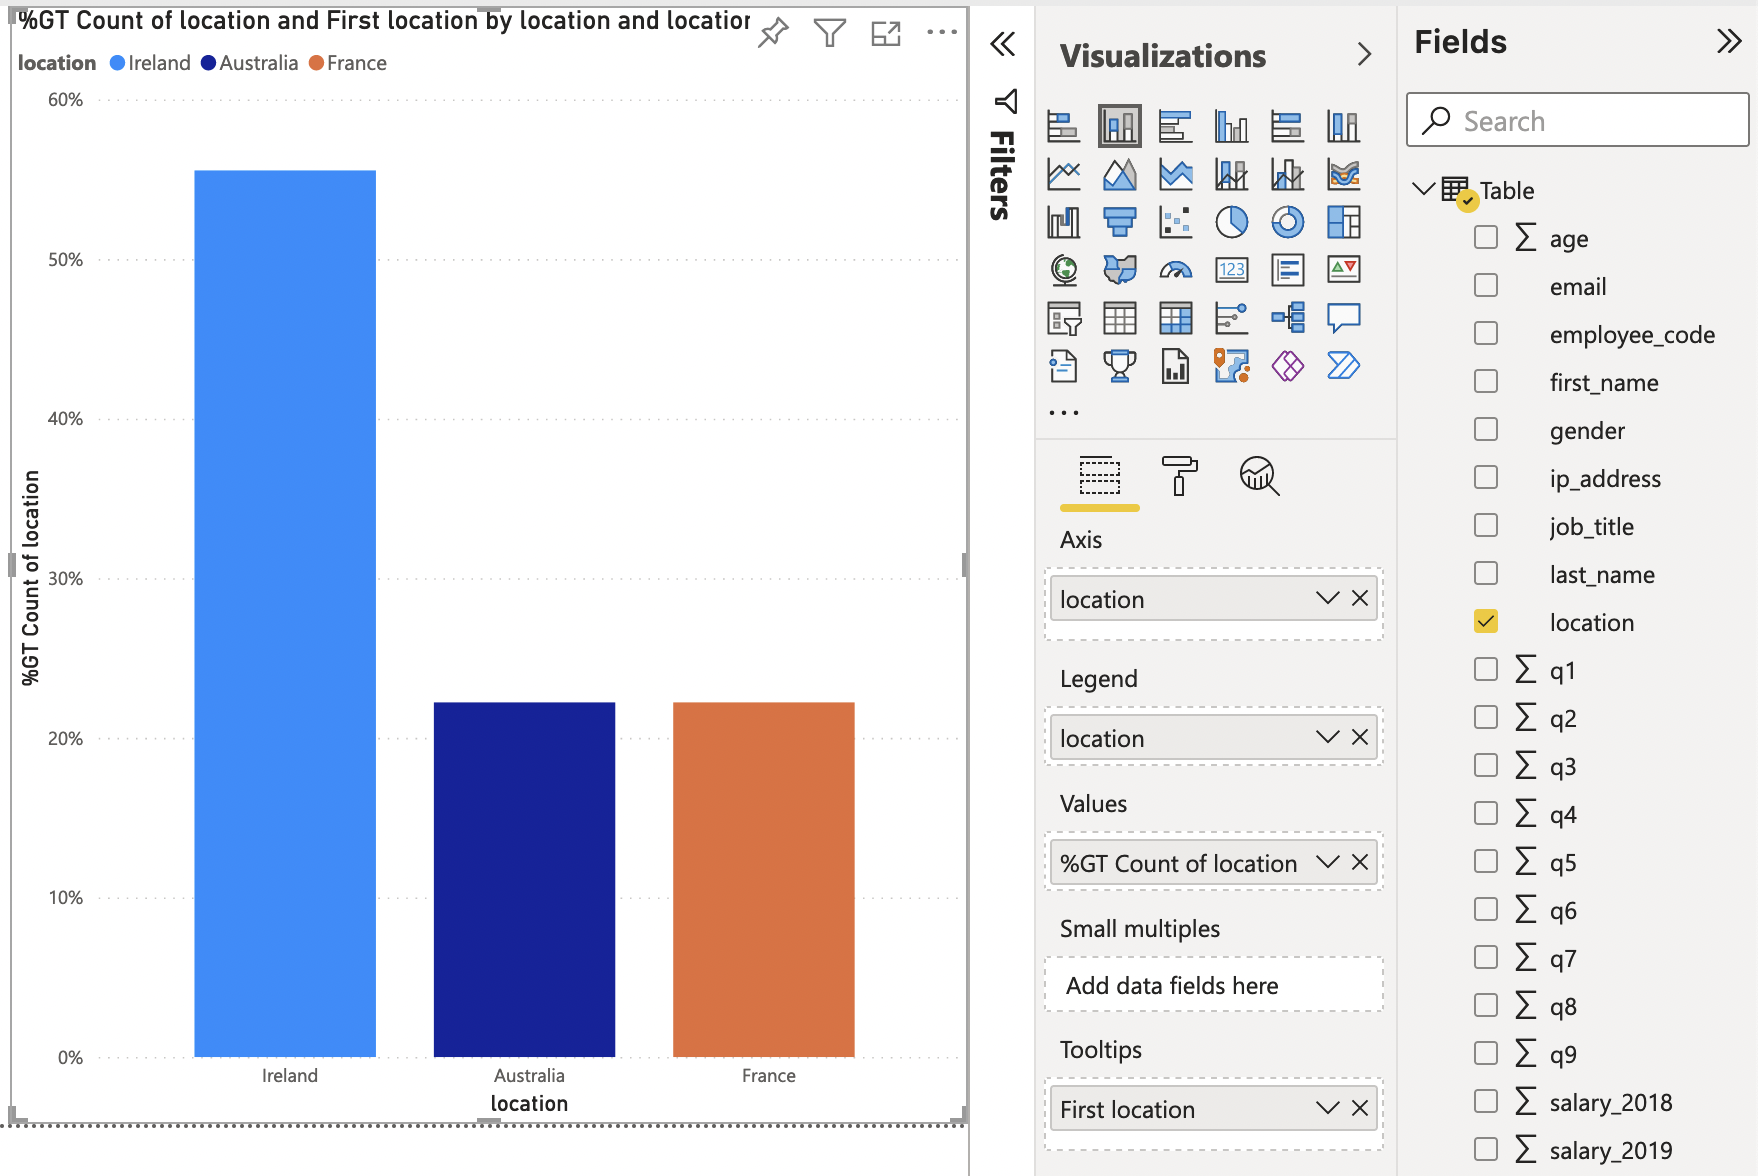 %GT Count of location and First location by location and location
location Ireland Australia France
60%
50%
40%
30%
20%
10%
0%
%GT Count of location
Ireland Australia France
location
Filters
Visualizations
123
Axis
location
Legend
location
Values
%GT Count of location
Small multiples
Add data fields here
Tooltips
First location
Fields
Search
Table
age
email
employee_code
first_name
gender
ip_address
job_title
last_name
location
q1
q2
q3
q4
q5
q6
q7
q8
q9
salary_2018
salary_2019